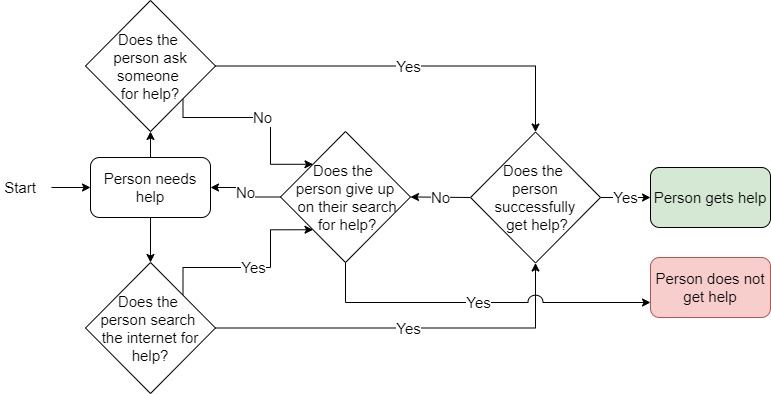 Does the
person ask
someone
for help?
Yes
No
Start
Person needs
help
No
Does the
person give up
on their search
for help?
No
Does the
person
successfully
get help?
Yes
Person gets help
Yes
Yes
Person does not
get help
Does the
person search
the internet for
help?
Yes